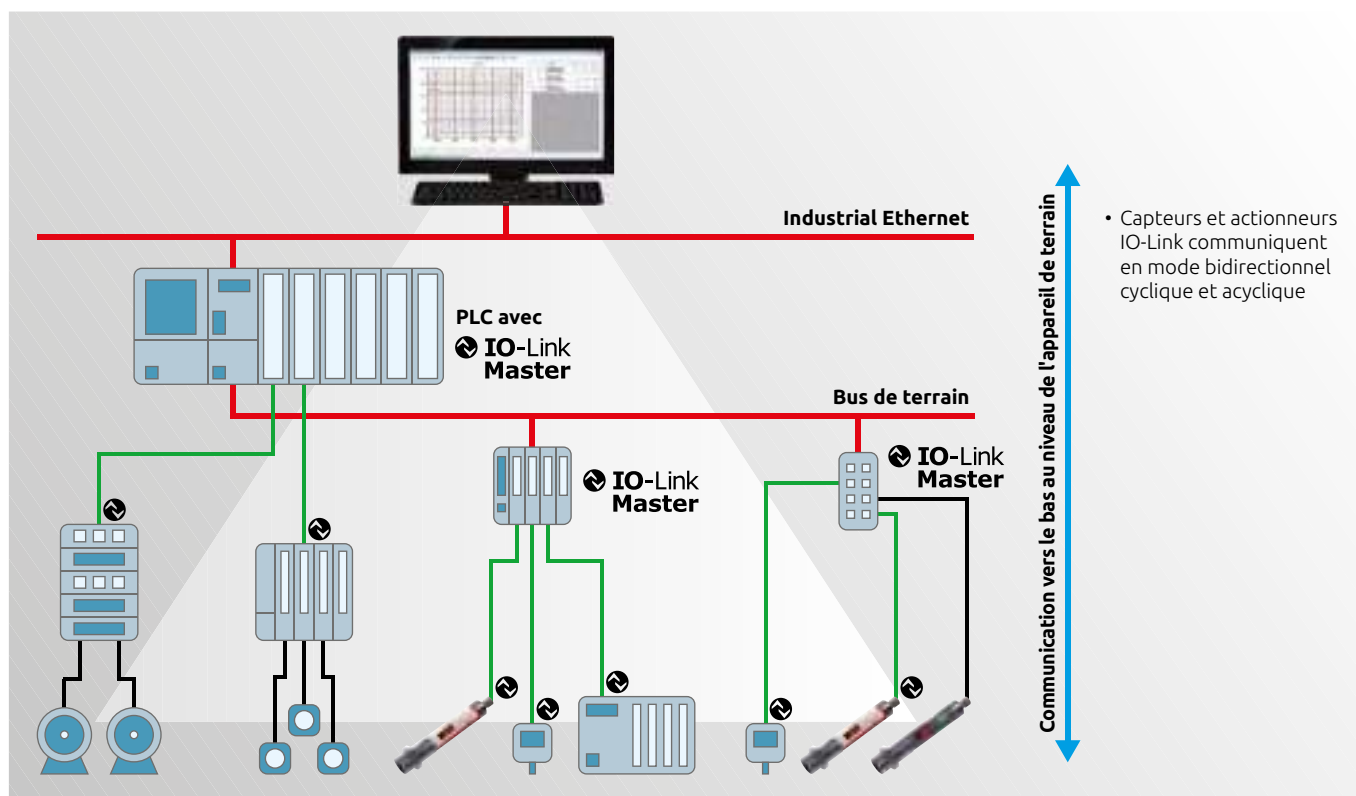 Industrial Ethernet
PLC avec
IO-Link
Master
Bus de terrain
IO-Link
Master
IO-Link
Master
Communication vers le bas au niveau de l'appareil de terrain
• Capteurs et actionneurs
IO-Link communiquent
en mode bidirectionnel
cyclique et acyclique